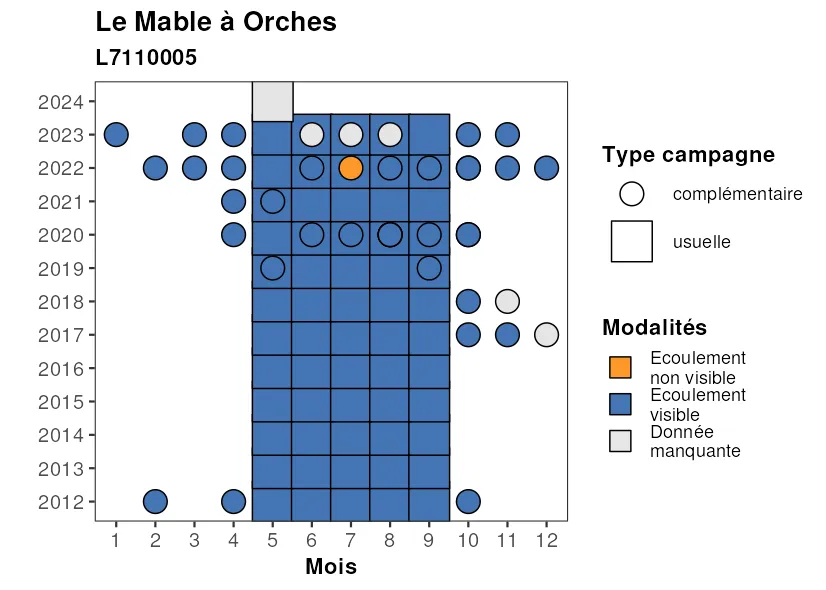 Le Mable à Orches
L7110005
2024
2023
2022
2021
2020
2019
2018
2017
2016
2015
2014
2013
2012
1 2 3 4 5 6 7 8 9 10 11 12
Mois
Type campagne
complémentaire
usuelle
Modalités
Ecoulement
non visible
Ecoulement
visible
Donnée
manquante